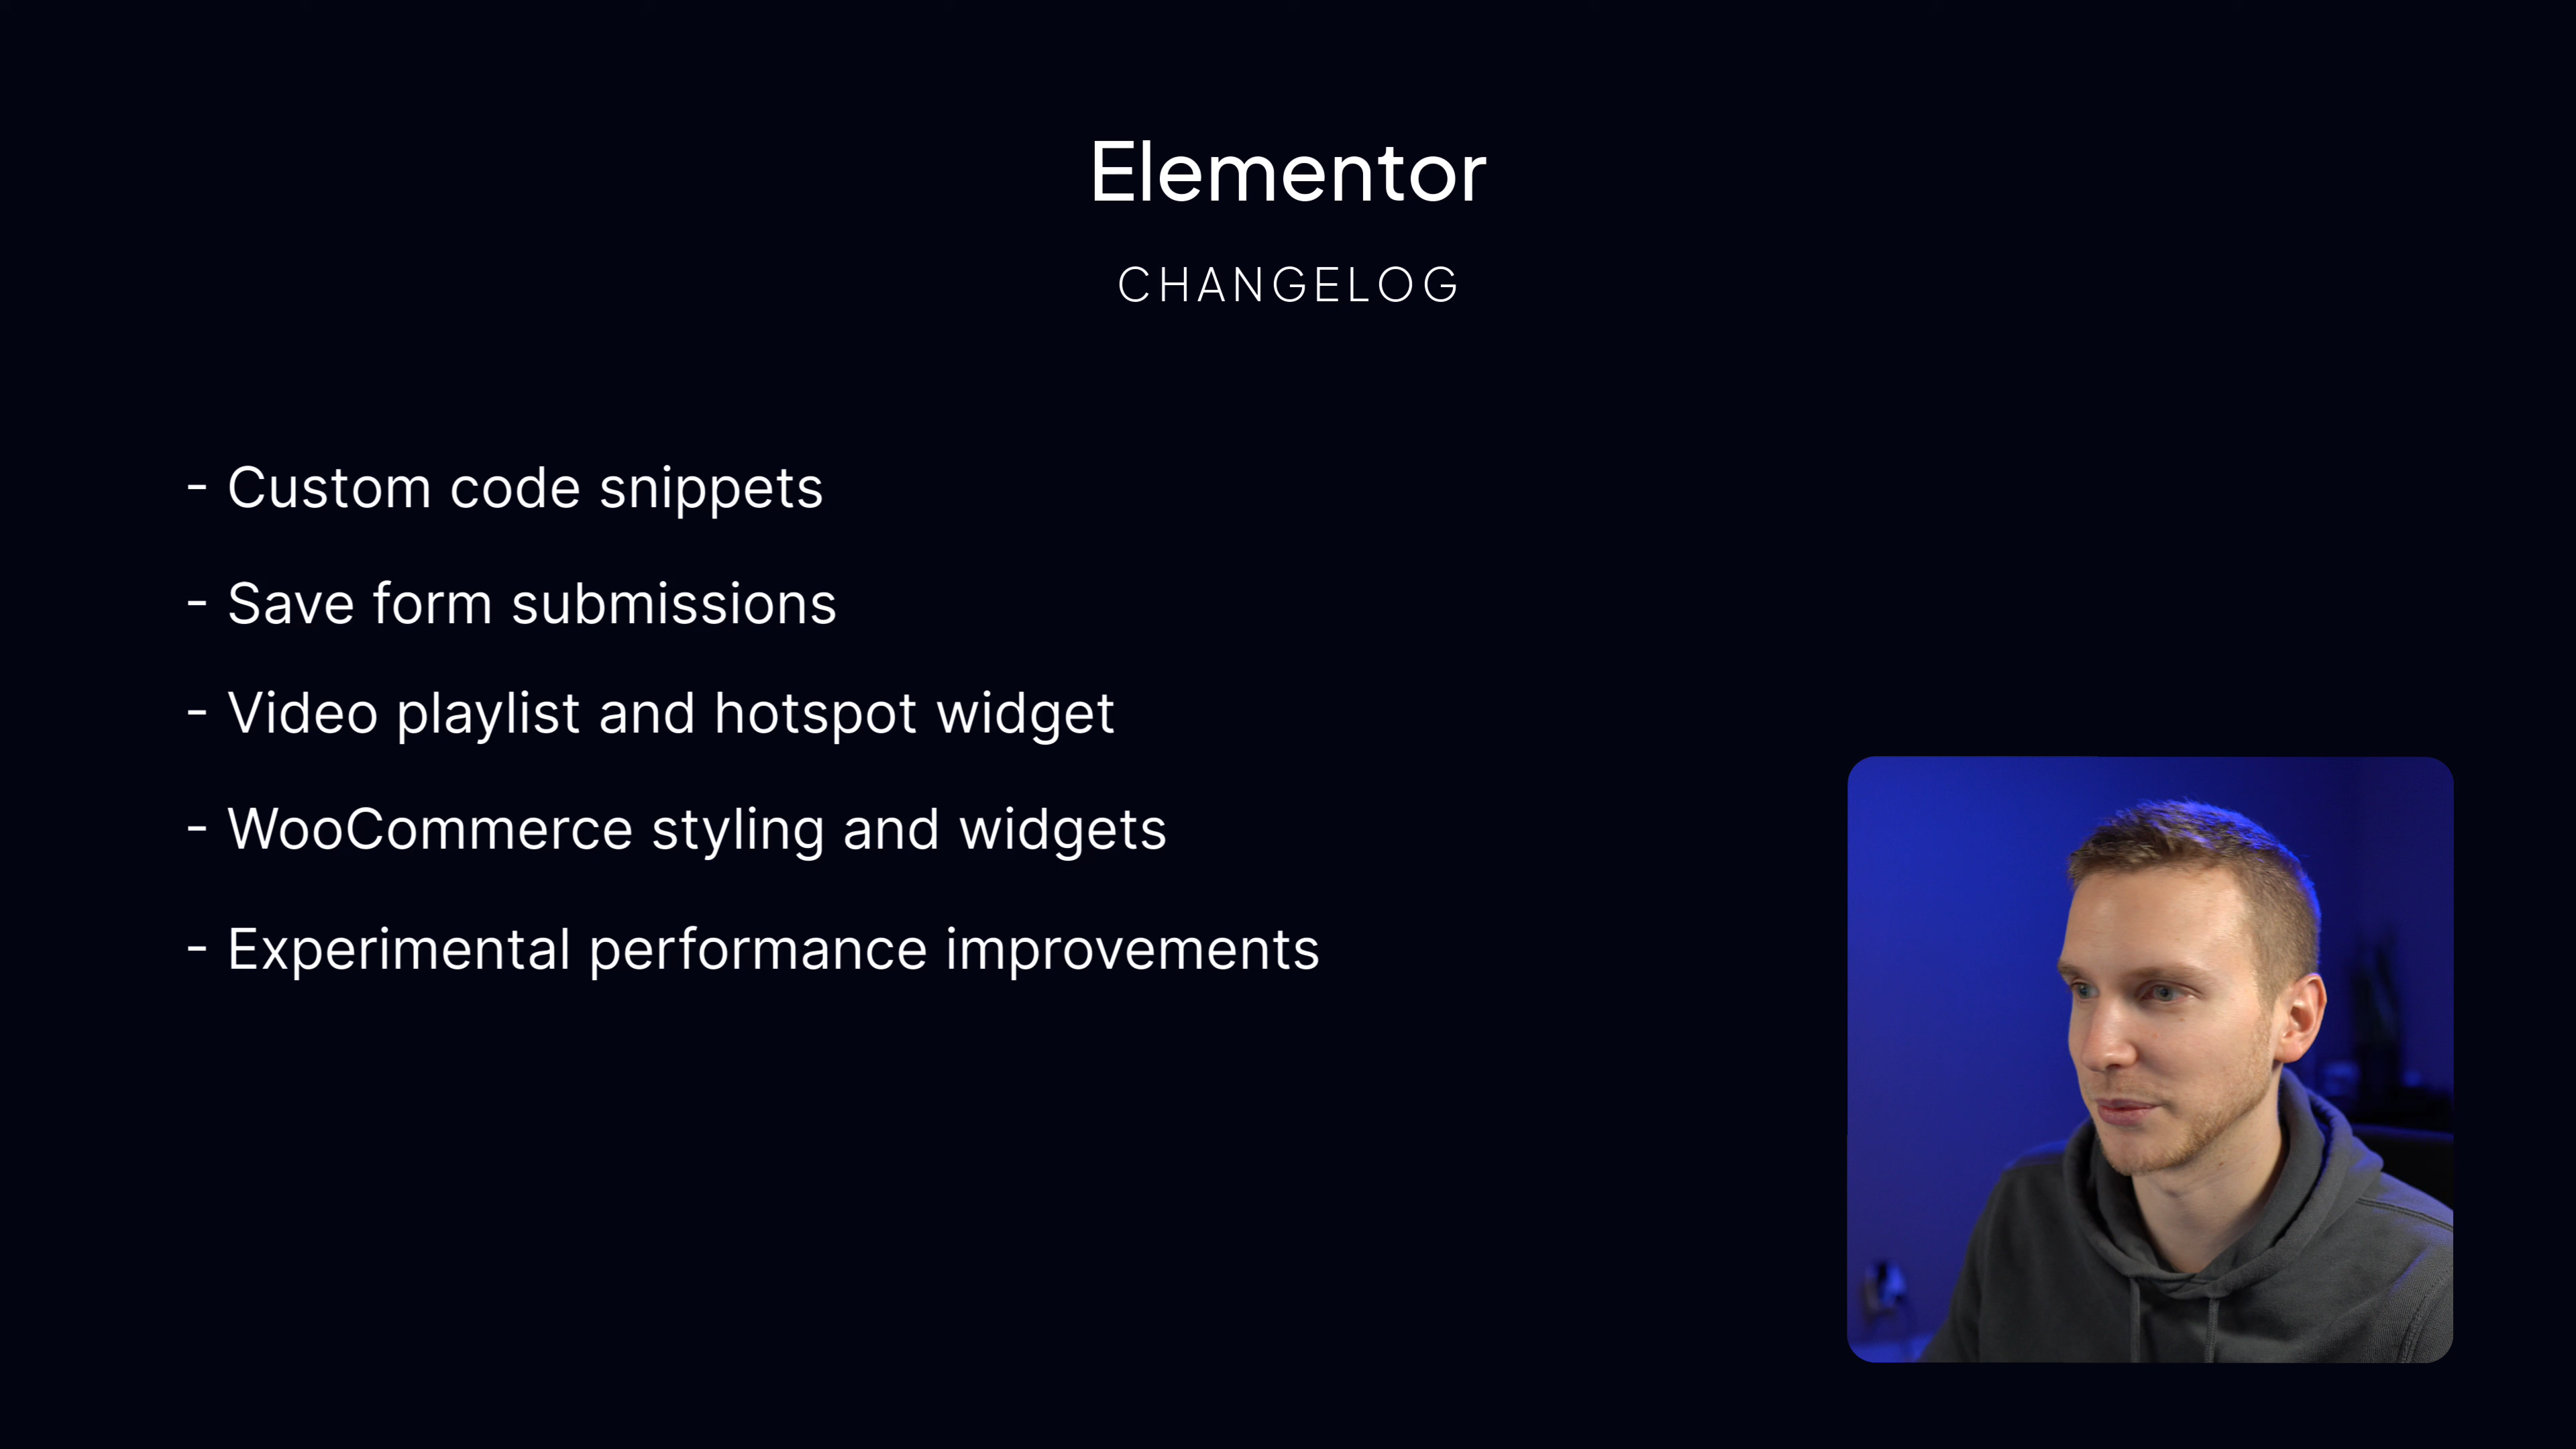 Elementor
CHANGELOG
- Custom code snippets
- Save form submissions
- Video playlist and hotspot widget
- WooCommerce styling and widgets
- Experimental performance improvements